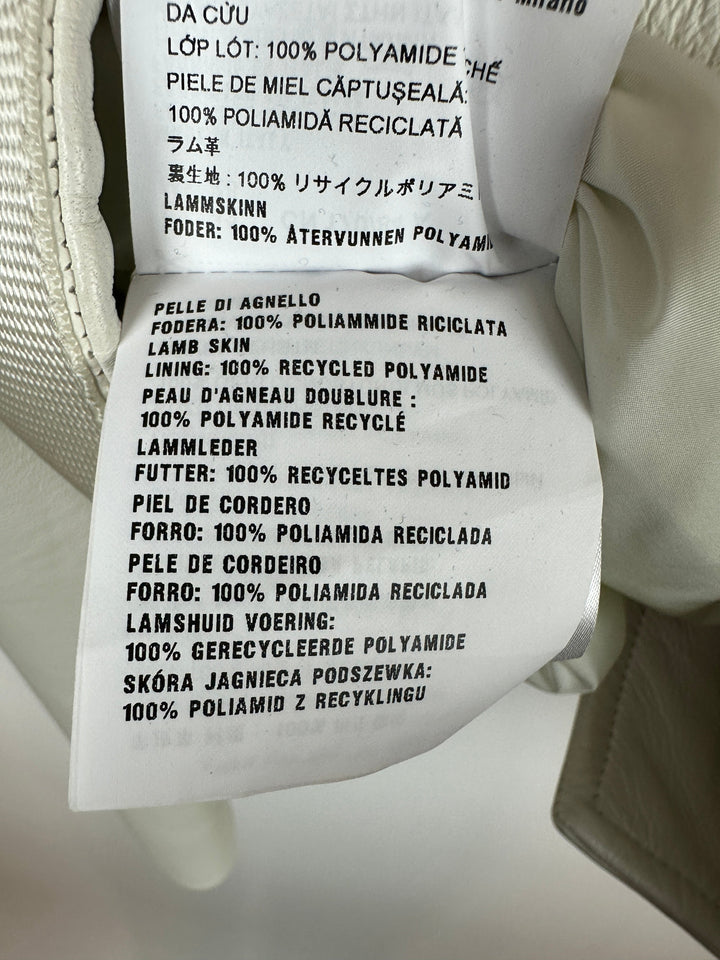 Milano
DA CỪU
LỚP LÓT: 100% POLYAMIDE CHẾ
PIELE DE MIEL CĂPTUȘEALĂ:
100% POLIAMIDĂ RECICLATĂ
ラム革
裏生地 : 100% リサイクルポリアミ
LAMMSKINN
FODER: 100% ÅTERVUNNEN POLYAMI
PELLE DI AGNELLO
FODERA: 100% POLIAMMIDE RICICLATA
LAMB SKIN
LINING: 100% RECYCLED POLYAMIDE
PEAU D'AGNEAU DOUBLURE :
100% POLYAMIDE RECYCLÉ
LAMMLEDER
FUTTER: 100% RECYCELTES POLYAMID
PIEL DE CORDERO
FORRO: 100% POLIAMIDA RECICLADA
PELE DE CORDEIRO
FORRO: 100% POLIAMIDA RECICLADA
LAMSHUID VOERING:
100% GERECYCLEERDE POLYAMIDE
SKÓRA JAGNIECA PODSZEWKA:
100% POLIAMID Z RECYKLINGU